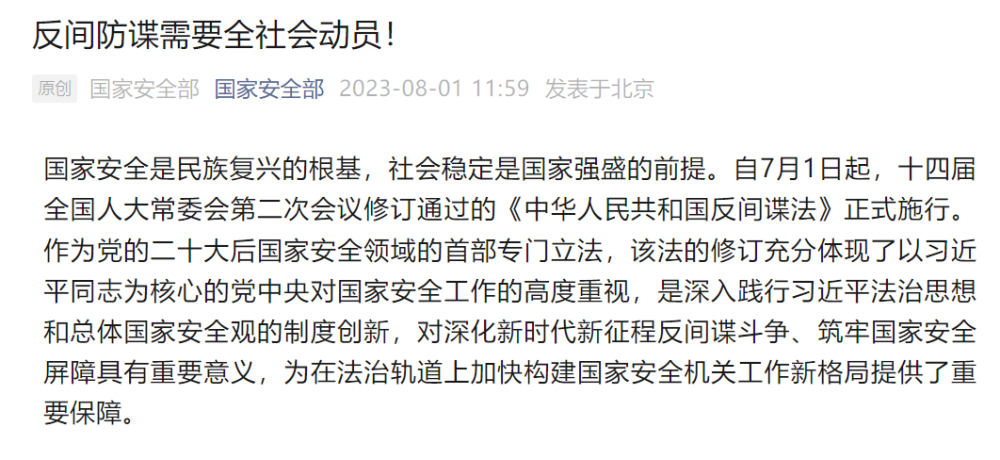 反间防谍需要全社会动员！
原创 国家安全部 国家安全部 2023-08-01 11:59 发表于北京
国家安全是民族复兴的根基，社会稳定是国家强盛的前提。自7月1日起，十四届
全国人大常委会第二次会议修订通过的《中华人民共和国反间谍法》正式施行。
作为党的二十大后国家安全领域的首部专门立法，该法的修订充分体现了以习近
平同志为核心的党中央对国家安全工作的高度重视，是深入践行习近平法治思想
和总体国家安全观的制度创新，对深化新时代新征程反间谍斗争、筑牢国家安全
屏障具有重要意义，为在法治轨道上加快构建国家安全机关工作新格局提供了重
要保障。